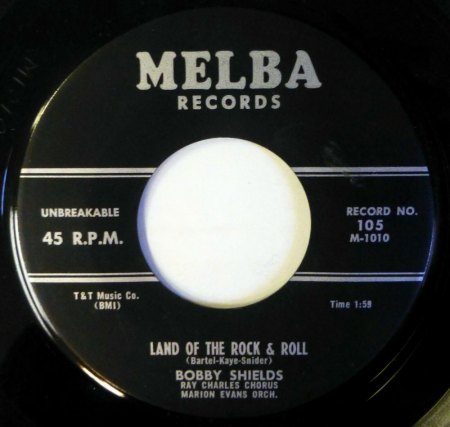 MELBA
RECORDS
UNBREAKABLE
45 R.P.M.
RECORD NO.
105
M-1010
T&T Music Co.
(BMI)
Time 1:59
LAND OF THE ROCK & ROLL
(Bartel-Kaye-Snider)
BOBBY SHIELDS
RAY CHARLES CHORUS
MARION EVANS ORCH.